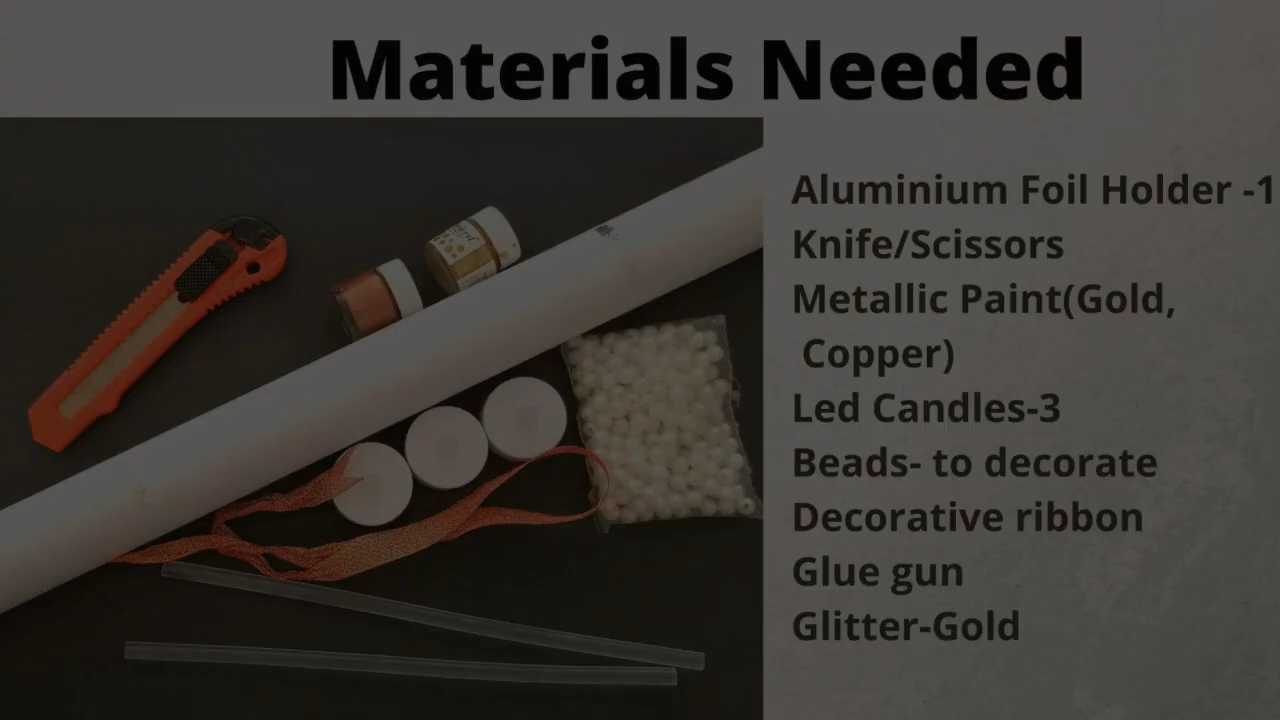 Materials Needed
Aluminium Foil Holder -1
Knife/Scissors
Metallic Paint(Gold,
Copper)
Led Candles-3
Beads- to decorate
Decorative ribbon
Glue gun
Glitter-Gold